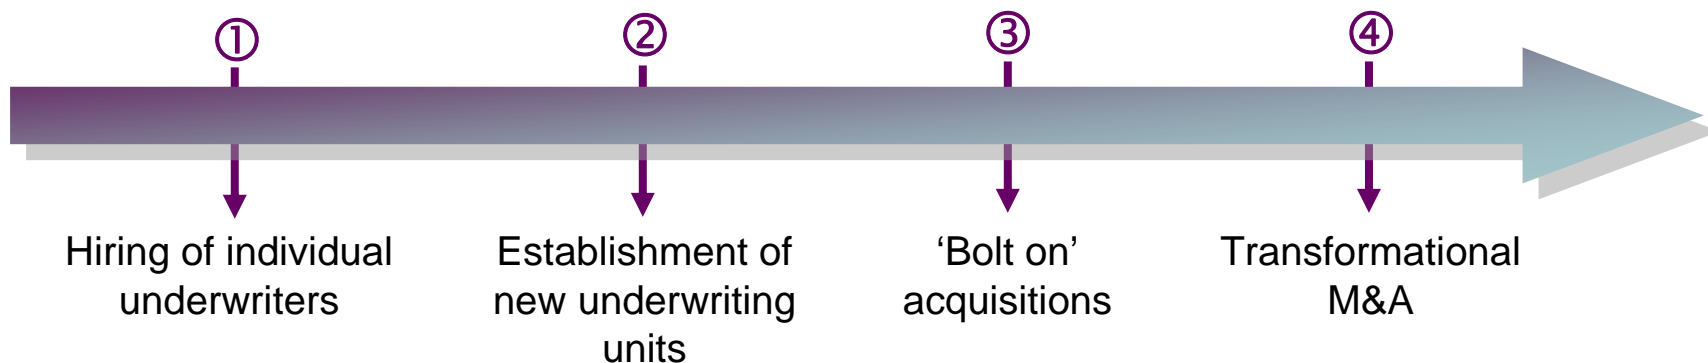 ①
②
③
④
Hiring of individual
underwriters
Establishment of
new underwriting
units
‘Bolt on’
acquisitions
Transformational
M&A